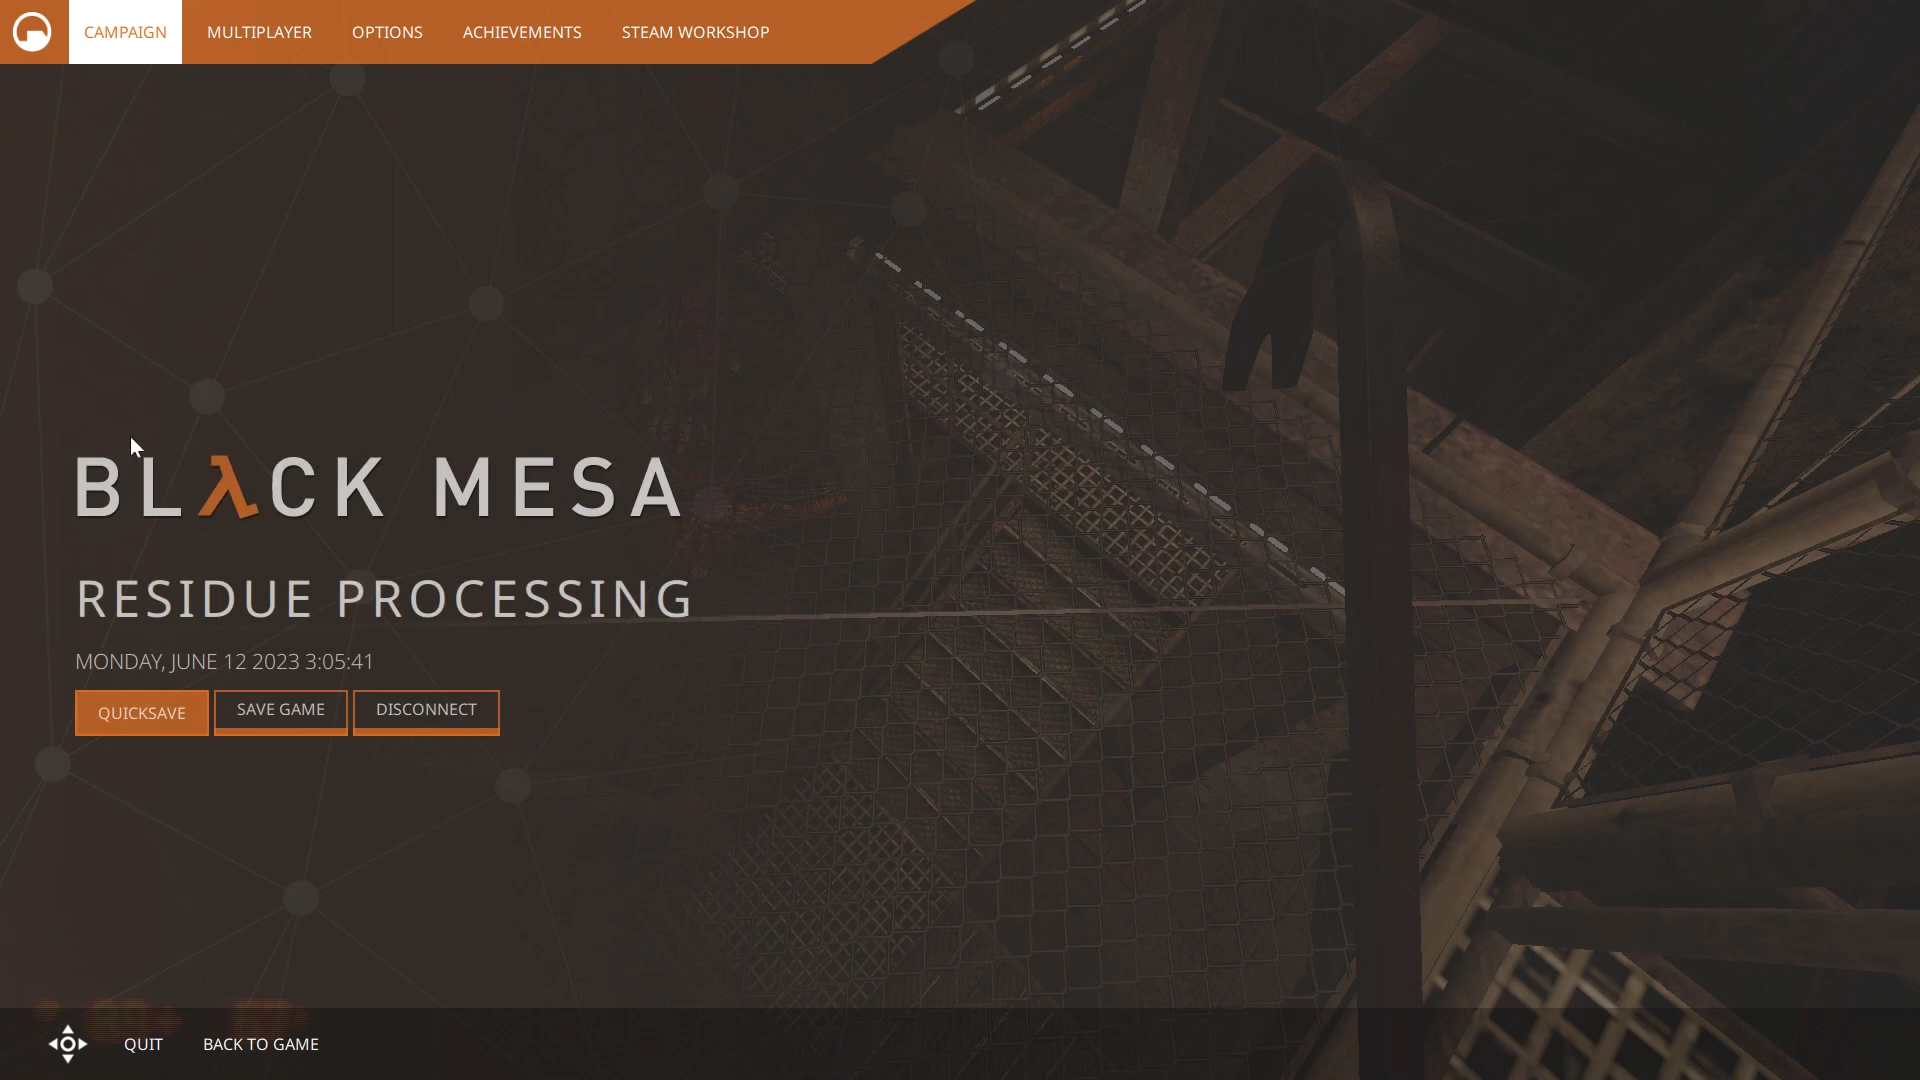 CAMPAIGN MULTIPLAYER OPTIONS ACHIEVEMENTS STEAM WORKSHOP
BLλCK MESA
RESIDUE PROCESSING
MONDAY, JUNE 12 2023 3:05:41
QUICKSAVE SAVE GAME DISCONNECT
QUIT BACK TO GAME